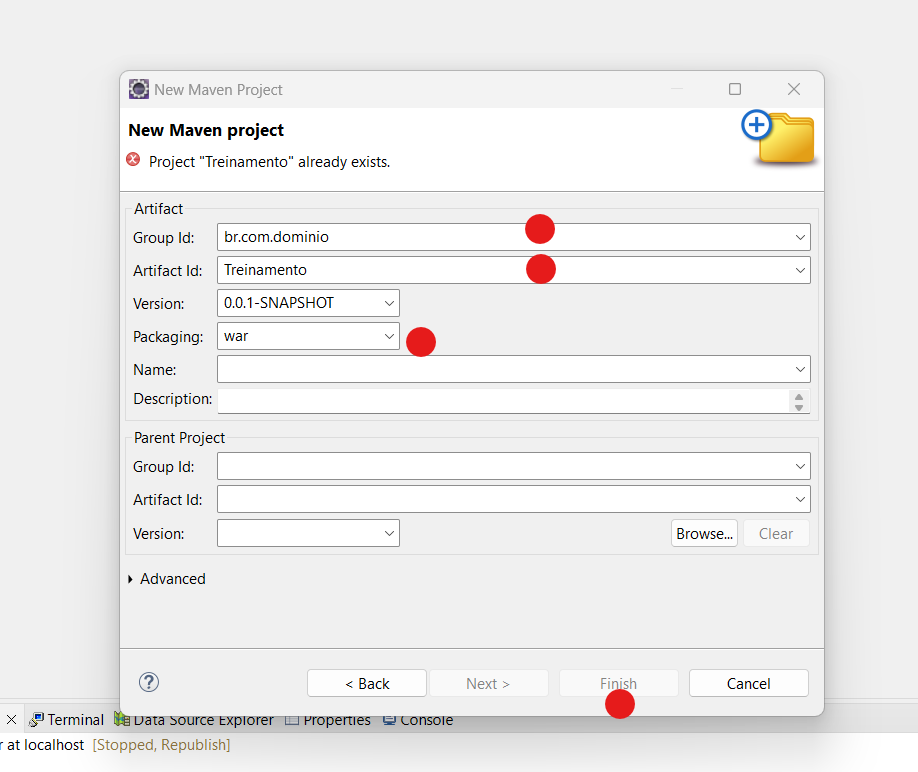 New Maven Project
New Maven project
Project "Treinamento" already exists.
Artifact
Group Id: br.com.dominio
Artifact Id: Treinamento
Version: 0.0.1-SNAPSHOT
Packaging: war
Name:
Description:
Parent Project
Group Id:
Artifact Id:
Version: Browse... Clear
Advanced
? < Back Next > Finish Cancel
Terminal Data Source Explorer Properties Console
r at localhost [Stopped, Republish]